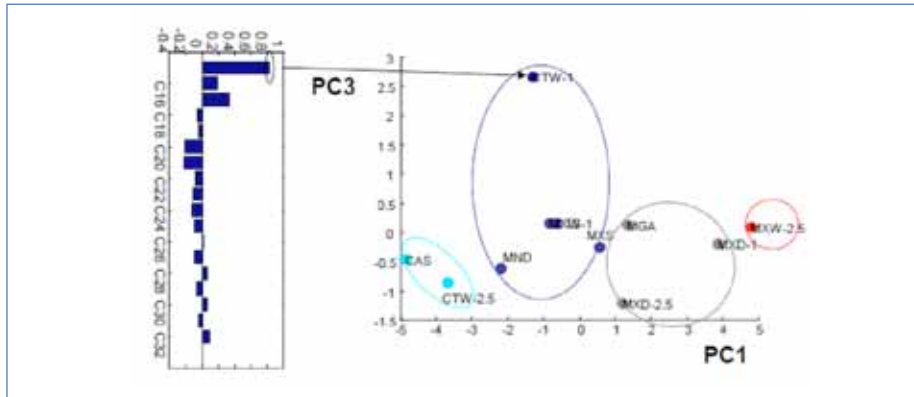 -0.4
-0.2
0
0.2
0.4
0.6
0.8
1
C16
C18
C20
C22
C24
C26
C28
C30
C32
PC3
3
2.5
2
1.5
1
0.5
0
-0.5
-1
-1.5
CTW-1
MXS
MGA
MXW-2.5
MXD-1
MND
CAS
CTW-2.5
MXD-2.5
-5
-4
-3
-2
-1
0
1
2
3
4
5
PC1